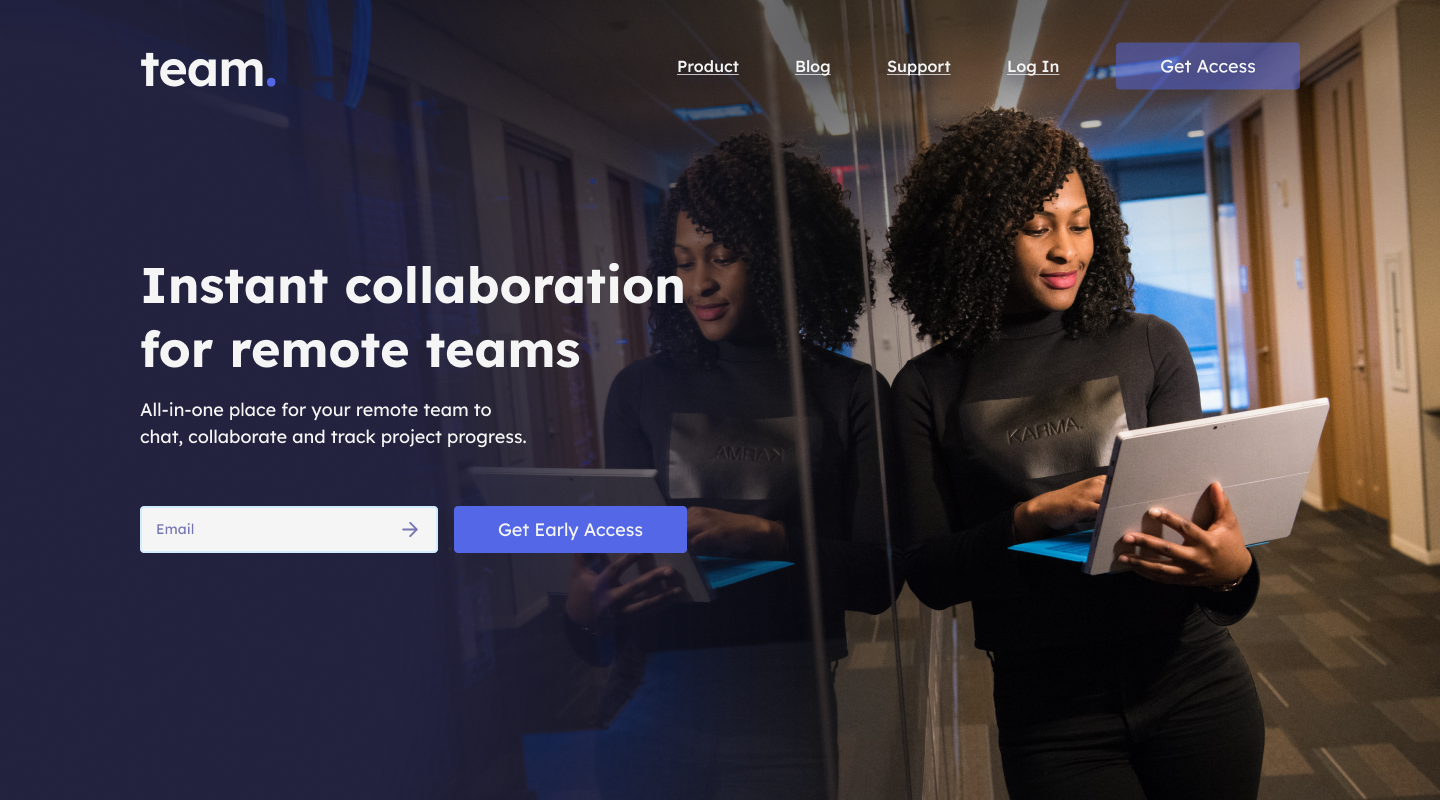 team.
Product Blog Support Log In Get Access
Instant collaboration
for remote teams
All-in-one place for your remote team to
chat, collaborate and track project progress.
Email Get Early Access
KARMA.
KARMA